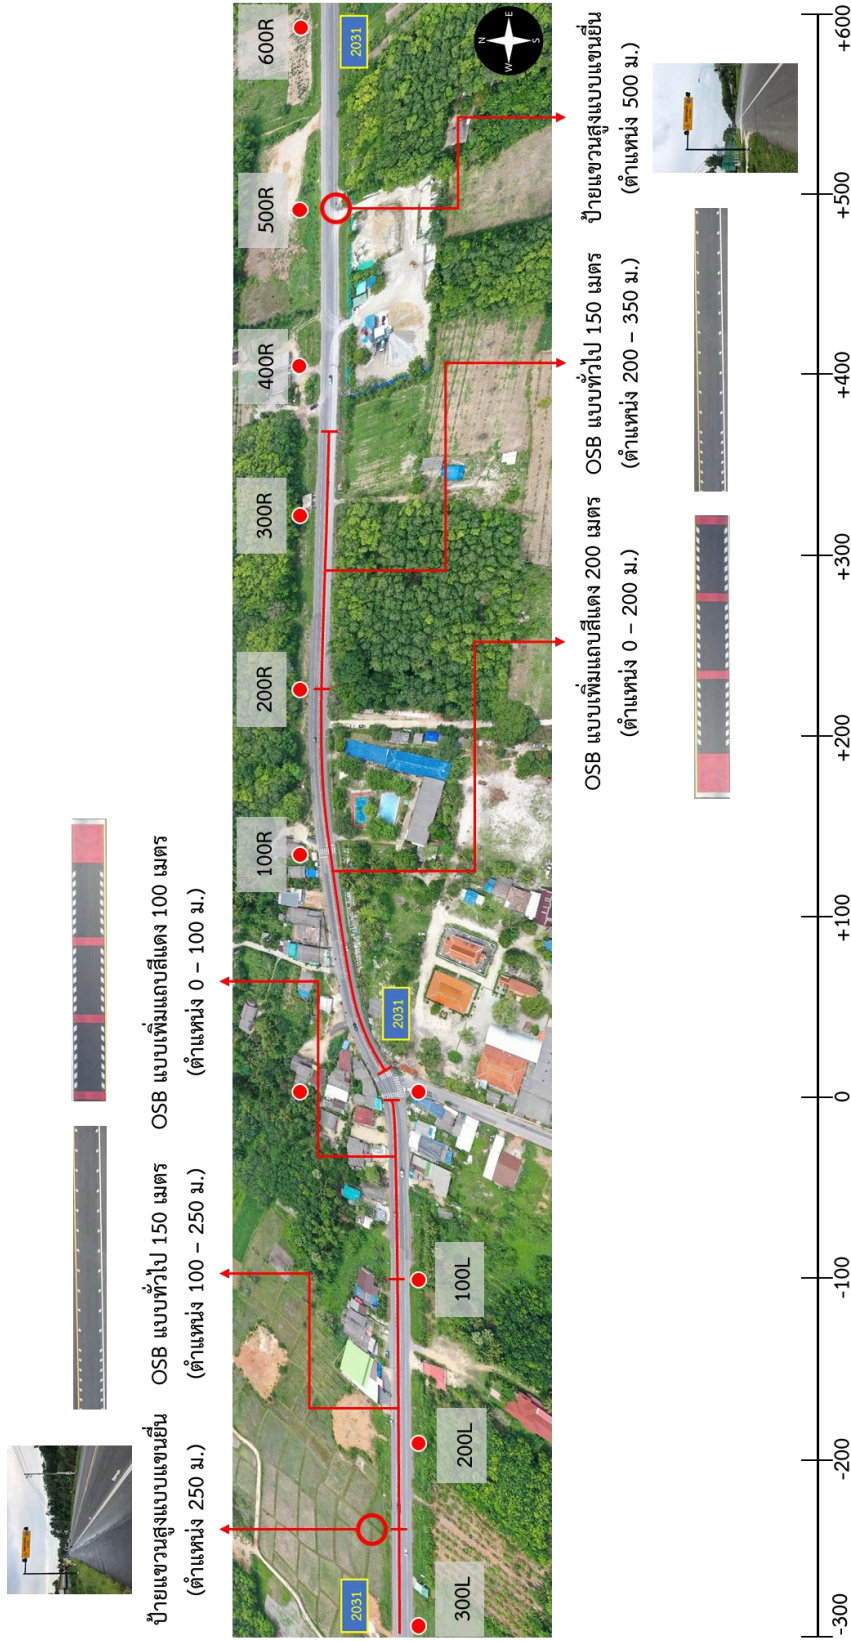 ป้ายแขวนสูงแบบแขนยื่น
(ตำแหน่ง 250 ม.)
OSB แบบทั่วไป 150 เมตร
(ตำแหน่ง 100 – 250 ม.)
OSB แบบเพิ่มแถบสีแดง 100 เมตร
(ตำแหน่ง 0 – 100 ม.)
2031
100R
200R
300R
400R
500R
600R
2031
N
E
S
W
300L
200L
100L
2031
OSB แบบเพิ่มแถบสีแดง 200 เมตร
(ตำแหน่ง 0 – 200 ม.)
OSB แบบทั่วไป 150 เมตร
(ตำแหน่ง 200 – 350 ม.)
ป้ายแขวนสูงแบบแขนยื่น
(ตำแหน่ง 500 ม.)
-300
-200
-100
0
+100
+200
+300
+400
+500
+600